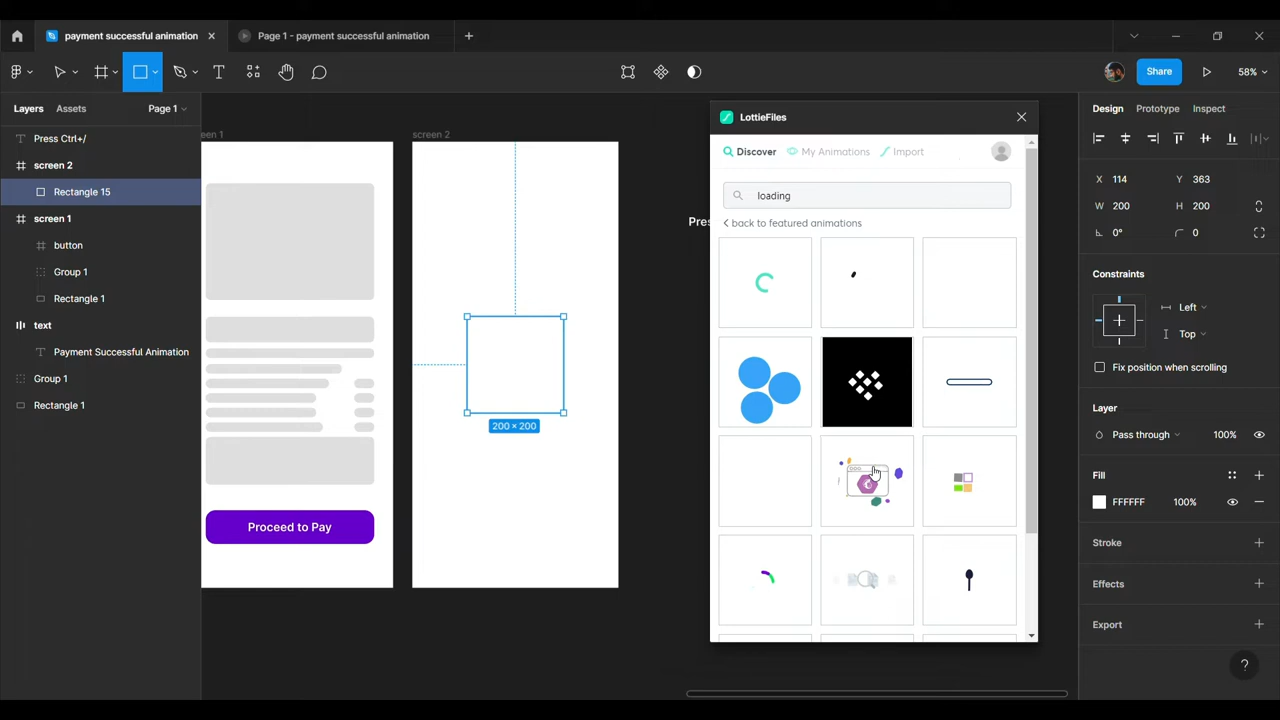 payment successful animation
Page 1 - payment successful animation
Share
58%
Layers
Assets
Page 1
Press Ctrl+/
screen 2
Rectangle 15
screen 1
button
Group 1
Rectangle 1
text
Payment Successful Animation
Group 1
Rectangle 1
screen 2
200 × 200
Proceed to Pay
LottieFiles
Discover
My Animations
Import
loading
back to featured animations
Design
Prototype
Inspect
X 114
Y 363
W 200
H 200
0°
0
Constraints
Left
Top
Fix position when scrolling
Layer
Pass through
100%
Fill
FFFFFF
100%
Stroke
Effects
Export
?